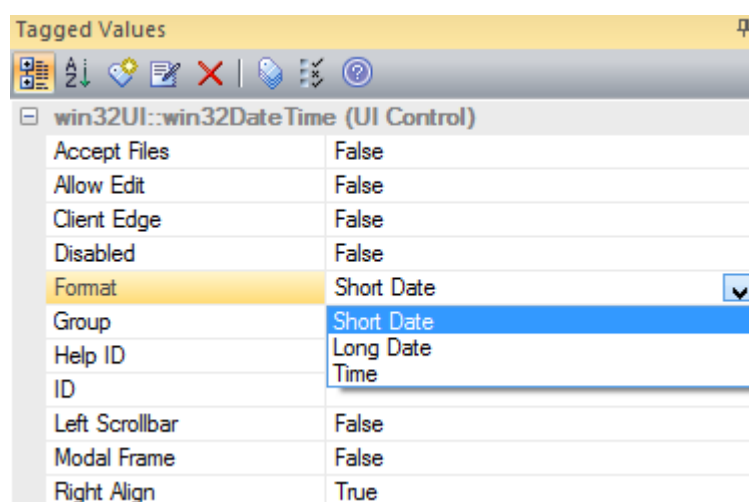 Tagged Values
win32UI::win32DateTime (UI Control)
Accept Files False
Allow Edit False
Client Edge False
Disabled False
Format Short Date
Group Short Date
Help ID Long Date
Time
ID
Left Scrollbar False
Modal Frame False
Right Align True